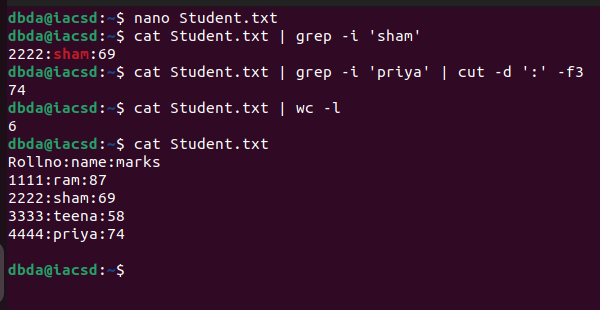 dbda@iacsd:~$ nano Student.txt
dbda@iacsd:~$ cat Student.txt | grep -i 'sham'
2222:sham:69
dbda@iacsd:~$ cat Student.txt | grep -i 'priya' | cut -d ':' -f3
74
dbda@iacsd:~$ cat Student.txt | wc -l
6
dbda@iacsd:~$ cat Student.txt
Rollno:name:marks
1111:ram:87
2222:sham:69
3333:teena:58
4444:priya:74

dbda@iacsd:~$